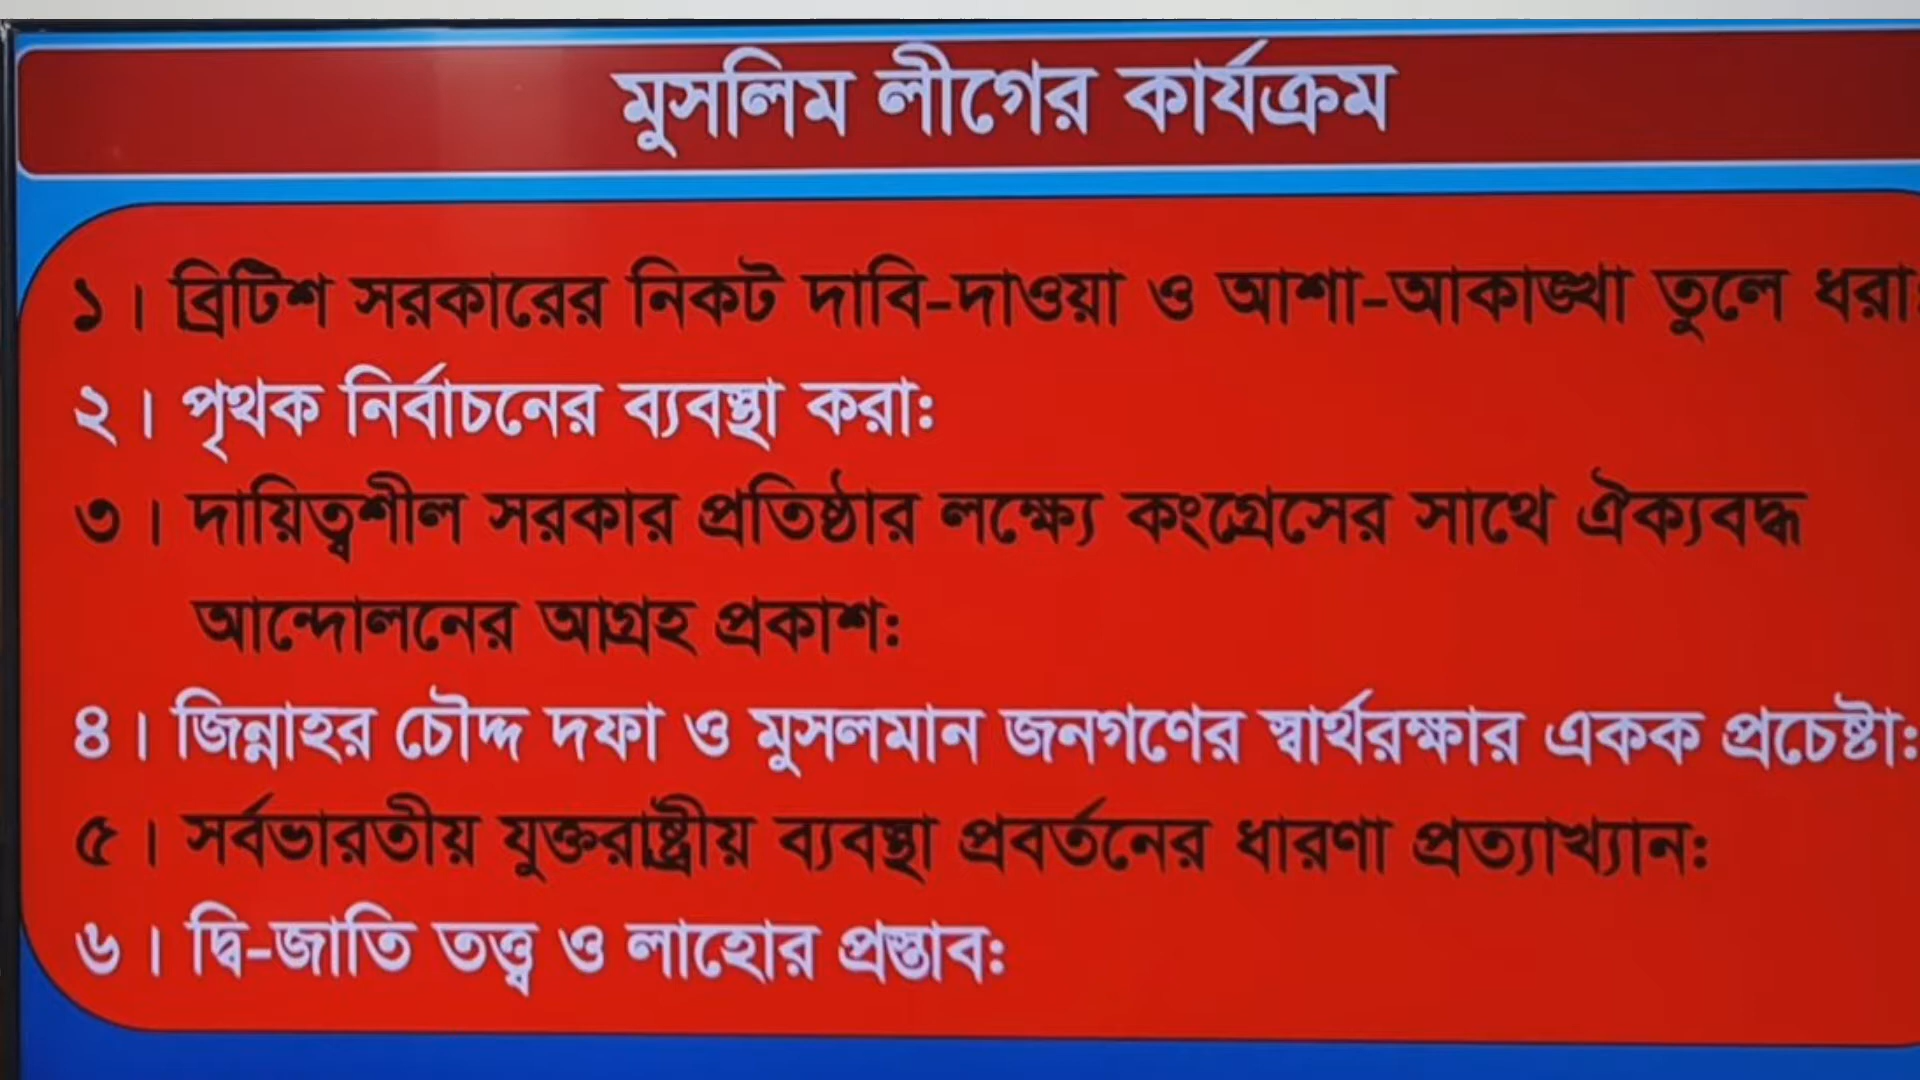 মুসলিম লীগের কার্যক্রম
১। ব্রিটিশ সরকারের নিকট দাবি-দাওয়া ও আশা-আকাঙ্খা তুলে ধরাঃ
২। পৃথক নির্বাচনের ব্যবস্থা করাঃ
৩। দায়িত্বশীল সরকার প্রতিষ্ঠার লক্ষ্যে কংগ্রেসের সাথে ঐক্যবদ্ধ
আন্দোলনের আগ্রহ প্রকাশঃ
৪। জিন্নাহর চৌদ্দ দফা ও মুসলমান জনগণের স্বার্থরক্ষার একক প্রচেষ্টাঃ
৫। সর্বভারতীয় যুক্তরাষ্ট্রীয় ব্যবস্থা প্রবর্তনের ধারণা প্রত্যাখ্যানঃ
৬। দ্বি-জাতি তত্ত্ব ও লাহোর প্রস্তাবঃ